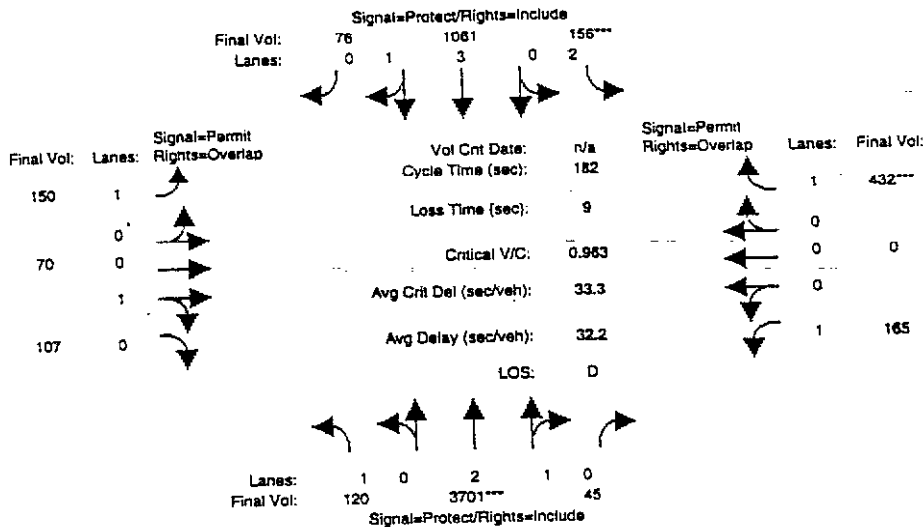 Signal=Protect/Rights=Include
Final Vol: 76 1061 156***
Lanes: 0 1 3 0 2
Signal=Permit
Final Vol: Lanes: Rights=Overlap
Vol Cnt Date: n/a
Signal=Permit
Rights=Overlap Lanes: Final Vol:
Cycle Time (sec): 182
150 1
1 432***
Loss Time (sec): 9
0
0
Critical V/C: 0.963
70 0
0 0
Avg Crit Del (sec/veh): 33.3
1
0
Avg Delay (sec/veh): 32.2
107 0
1 165
LOS: D
Lanes: 1 0 2 1 0
Final Vol: 120 3701*** 45
Signal=Protect/Rights=Include